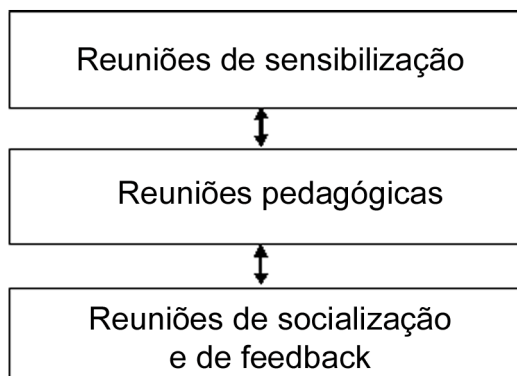 Reuniões de sensibilização
Reuniões pedagógicas
Reuniões de socialização
e de feedback